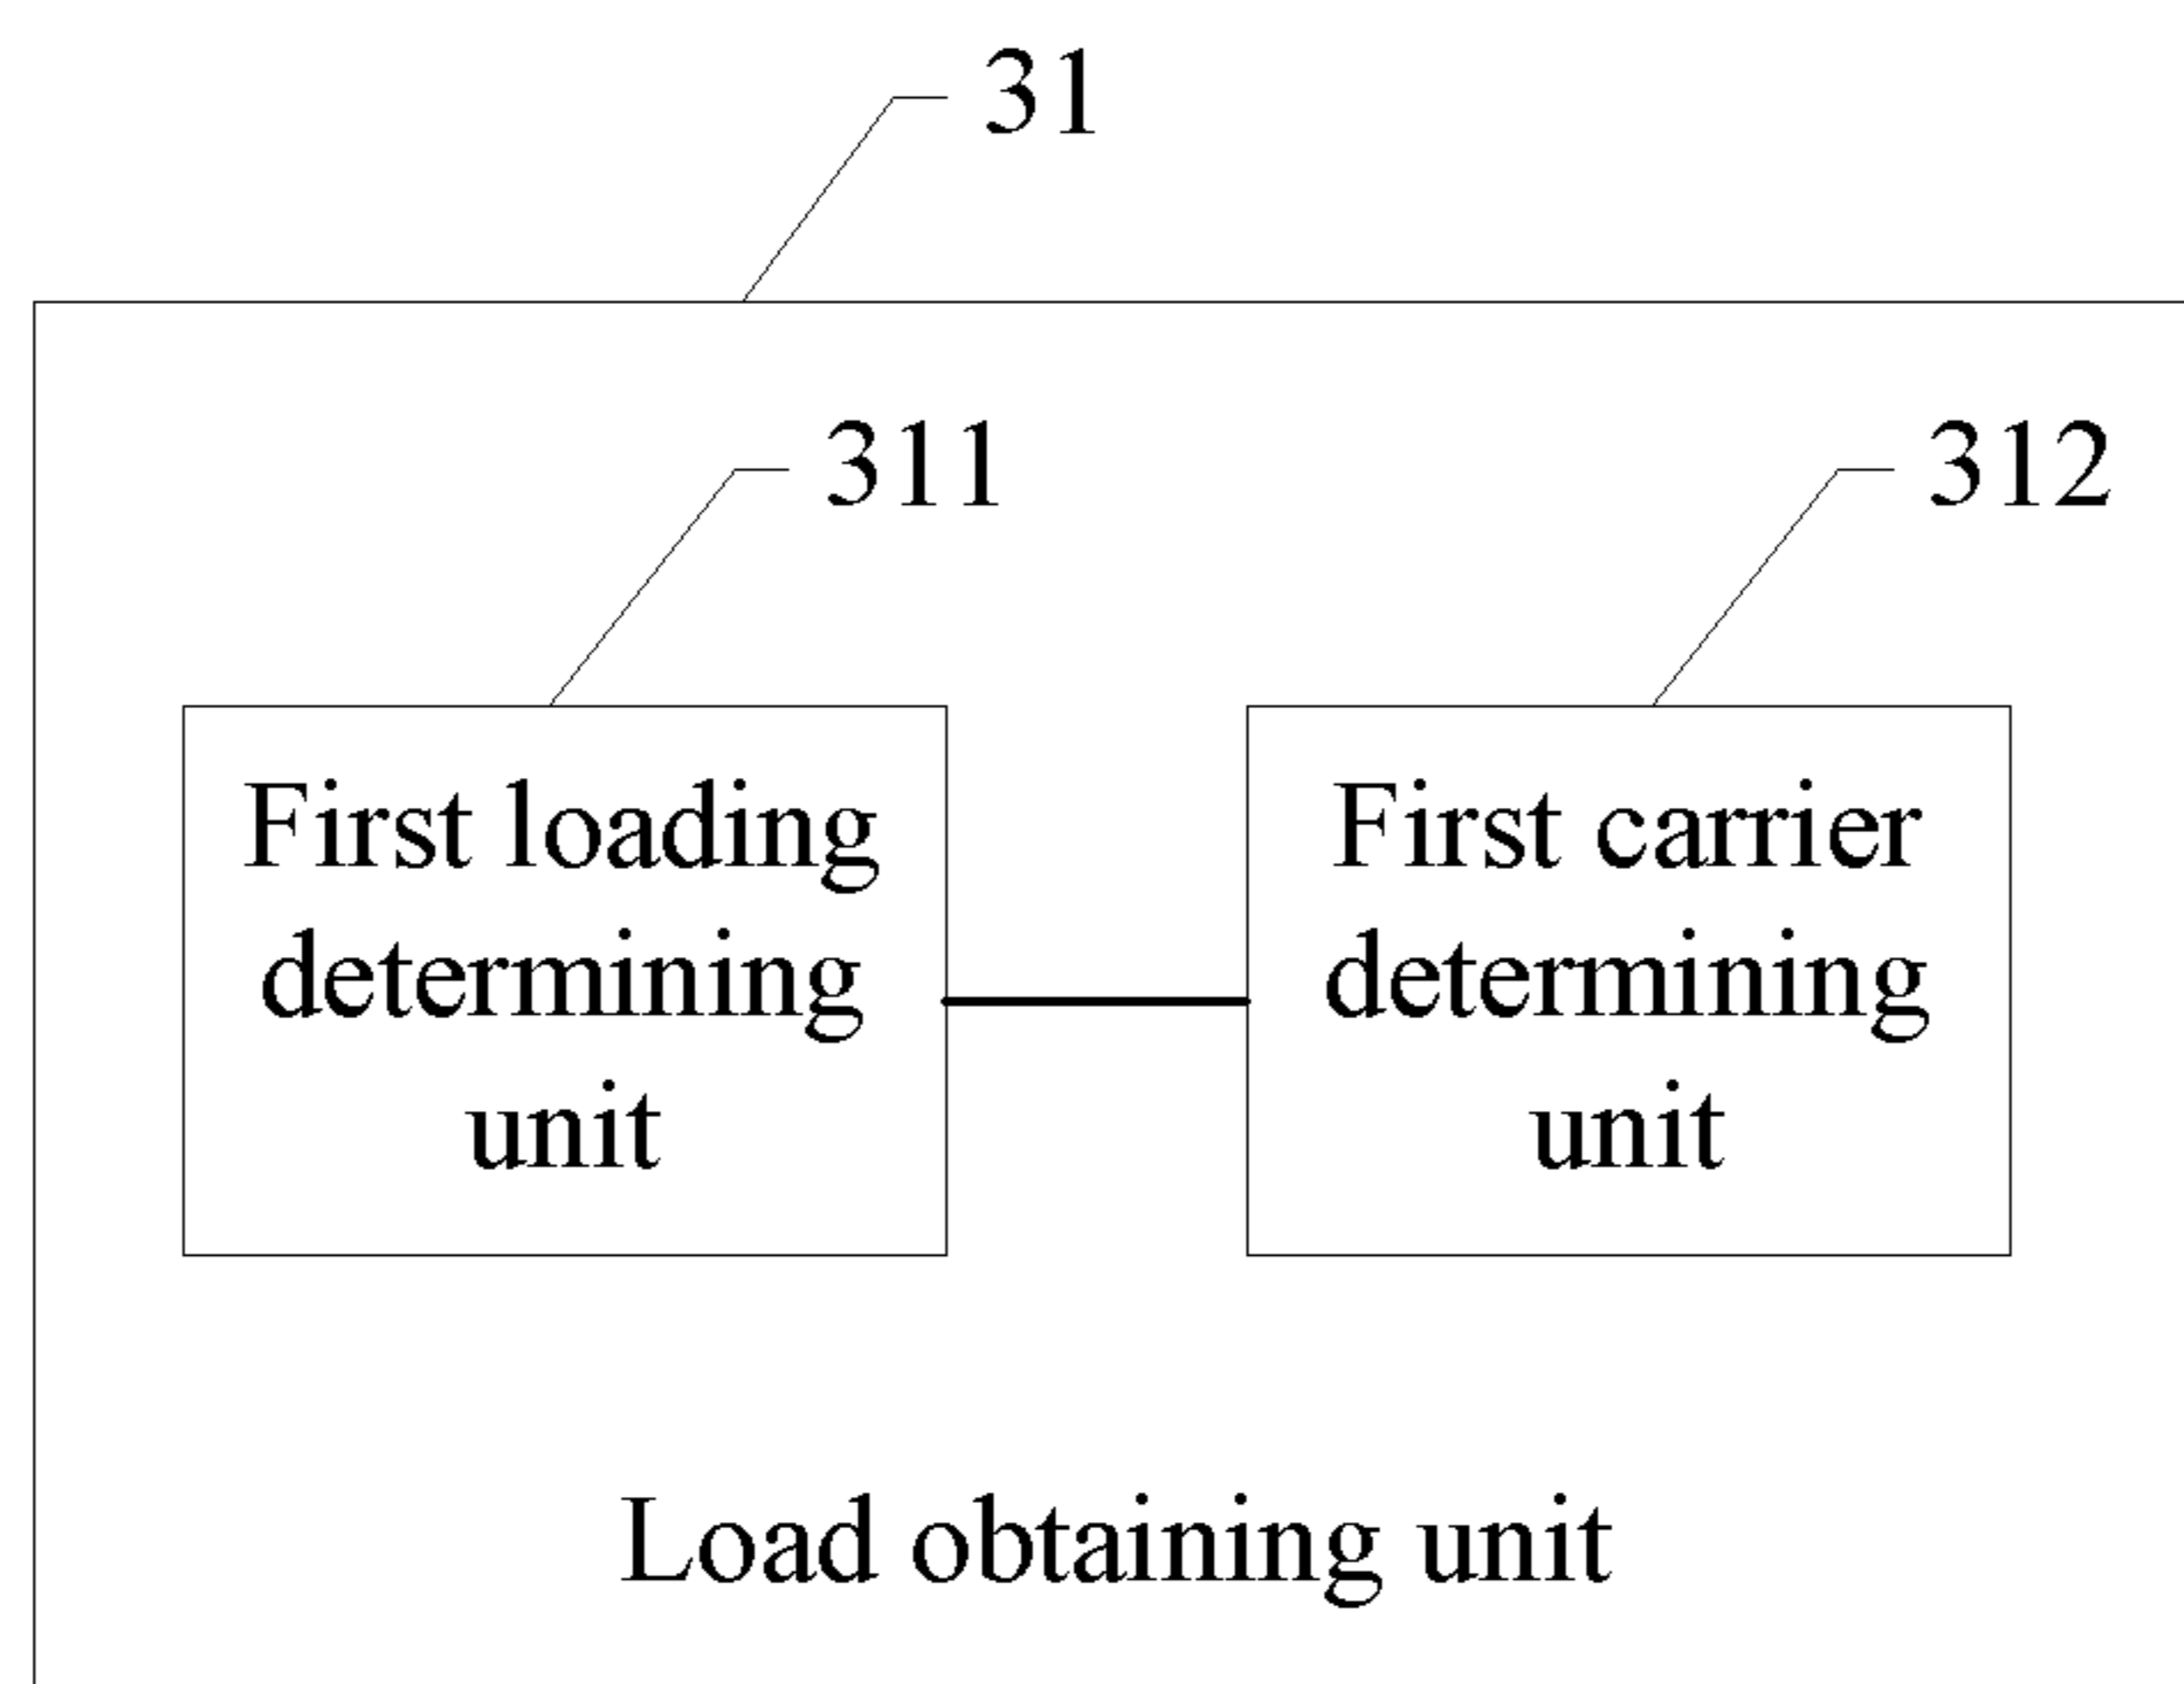 31
311
312
First loading
determining
unit
First carrier
determining
unit
Load obtaining unit